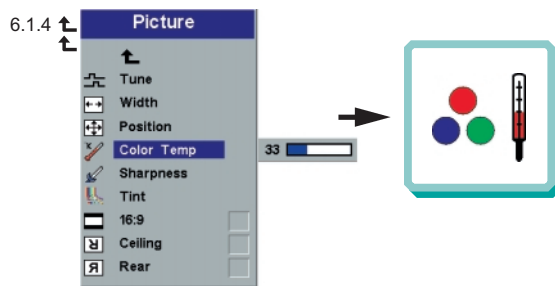 6.1.4
Picture
Tune
Width
Position
Color Temp
33
Sharpness
Tint
16:9
Ceiling
Rear